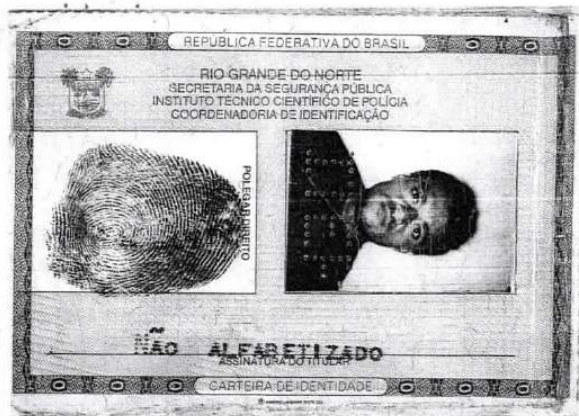 REPÚBLICA FEDERATIVA DO BRASIL
RIO GRANDE DO NORTE
SECRETARIA DA SEGURANÇA PÚBLICA
INSTITUTO TÉCNICO CIENTÍFICO DE POLÍCIA
COORDENADORIA DE IDENTIFICAÇÃO
POLEGAR DIREITO
NÃO ALFABETIZADO
ASSINATURA DO TITULAR
CARTEIRA DE IDENTIDADE